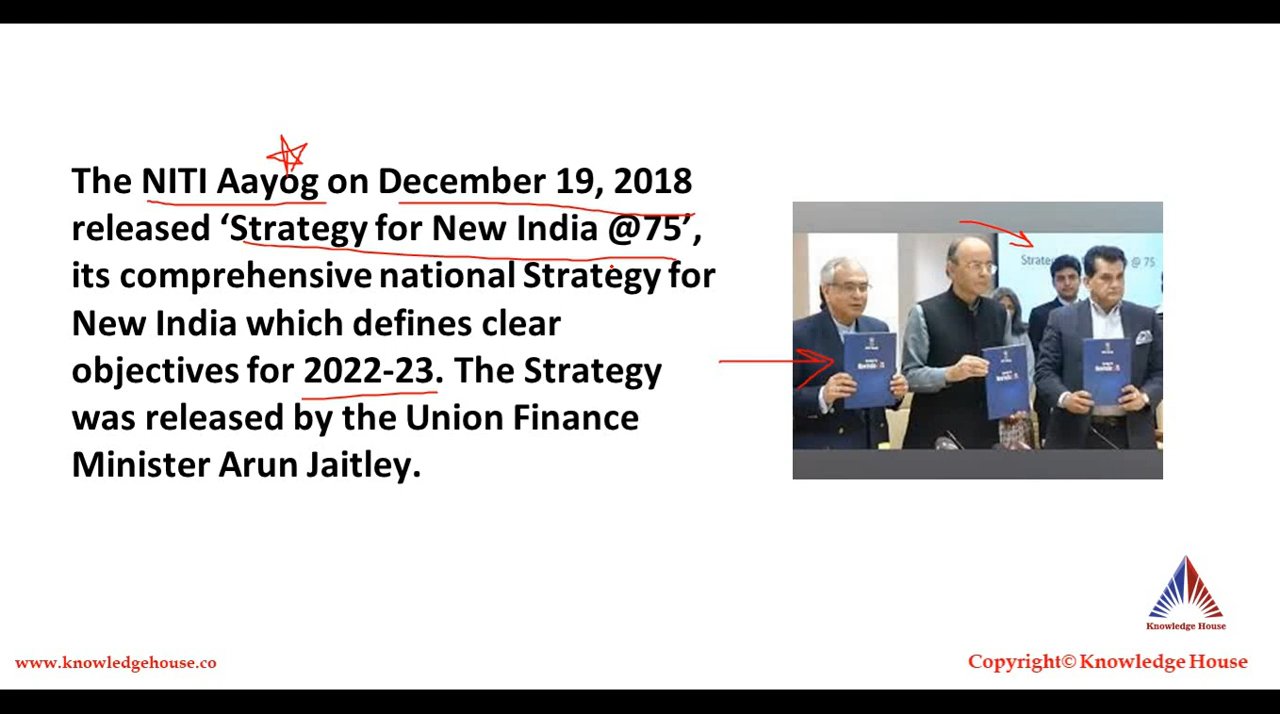 The NITI Aayog on December 19, 2018
released ‘Strategy for New India @75’,
its comprehensive national Strategy for
New India which defines clear
objectives for 2022-23. The Strategy
was released by the Union Finance
Minister Arun Jaitley.
@ 75
Knowledge House
www.knowledgehouse.co
Copyright© Knowledge House